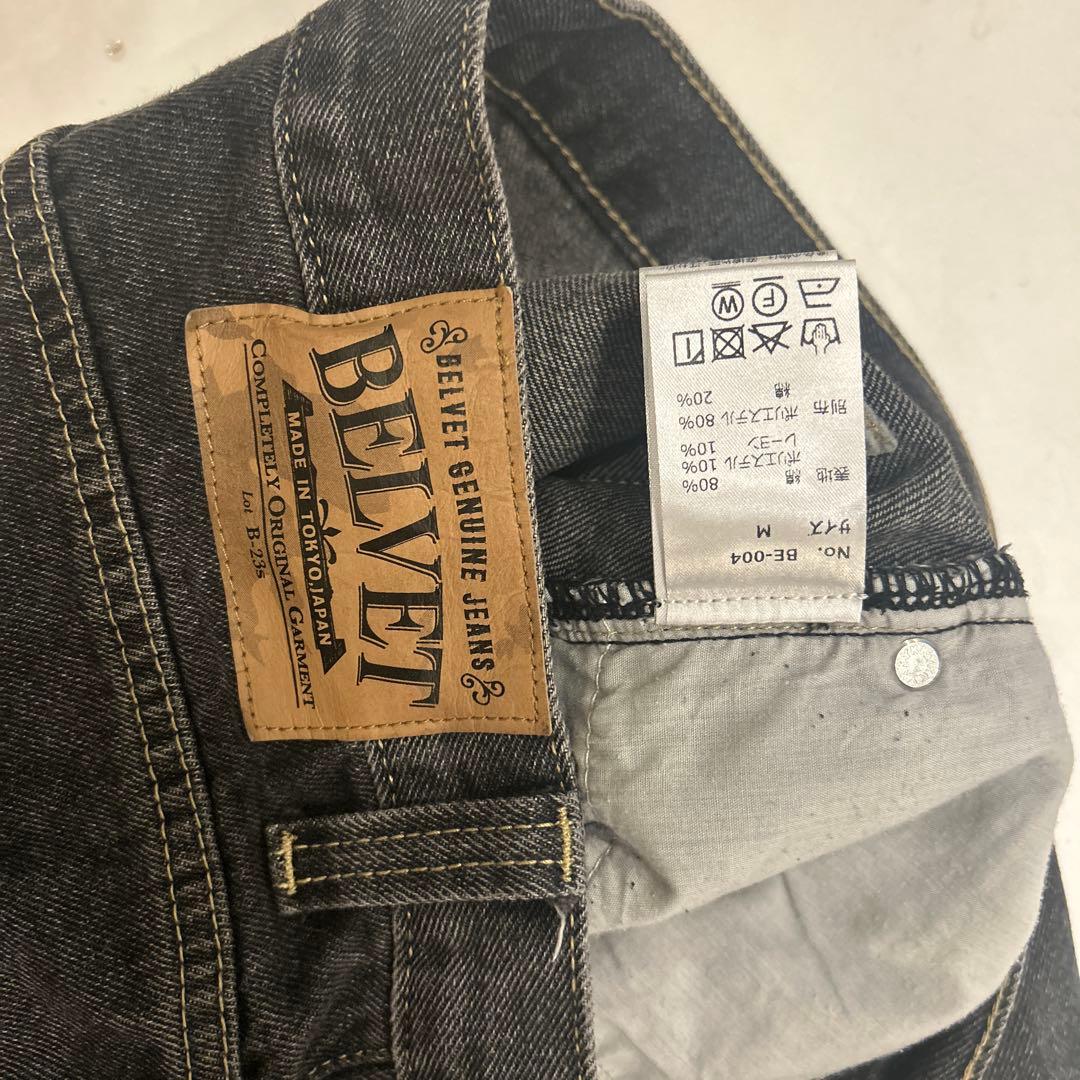 BELVET GENUINE JEANS
BELVET
MADE IN TOKYO, JAPAN
COMPLETELY ORIGINAL GARMENT
Lot B-23s
No. BE-004
サイズ M
表地 綿 80%
ポリエステル 10%
レーヨン 10%
別布 ポリエステル 80%
綿 20%
F
W